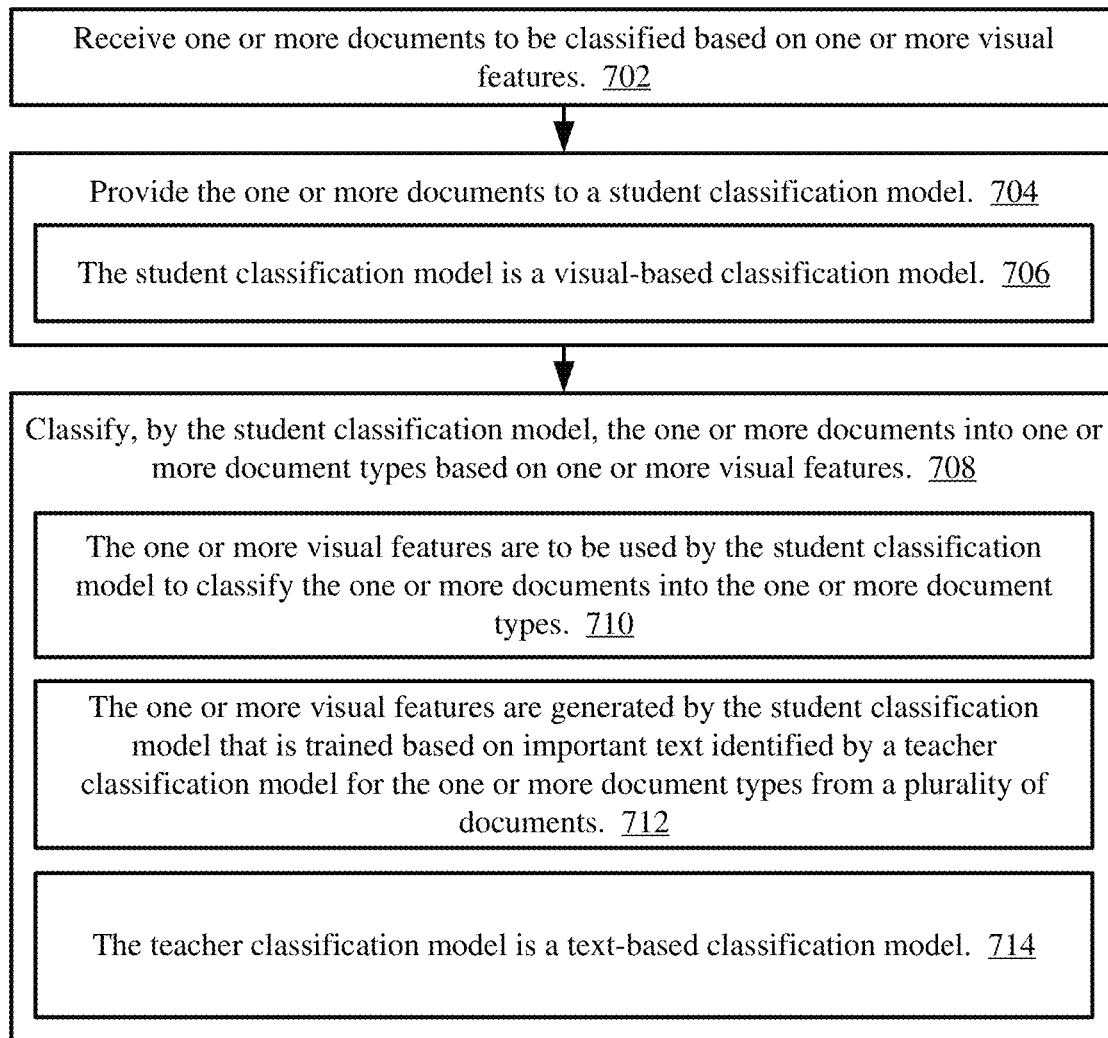 Receive one or more documents to be classified based on one or more visual
features. 702
Provide the one or more documents to a student classification model. 704
The student classification model is a visual-based classification model. 706
Classify, by the student classification model, the one or more documents into one or
more document types based on one or more visual features. 708
The one or more visual features are to be used by the student classification
model to classify the one or more documents into the one or more document
types. 710
The one or more visual features are generated by the student classification
model that is trained based on important text identified by a teacher
classification model for the one or more document types from a plurality of
documents. 712
The teacher classification model is a text-based classification model. 714